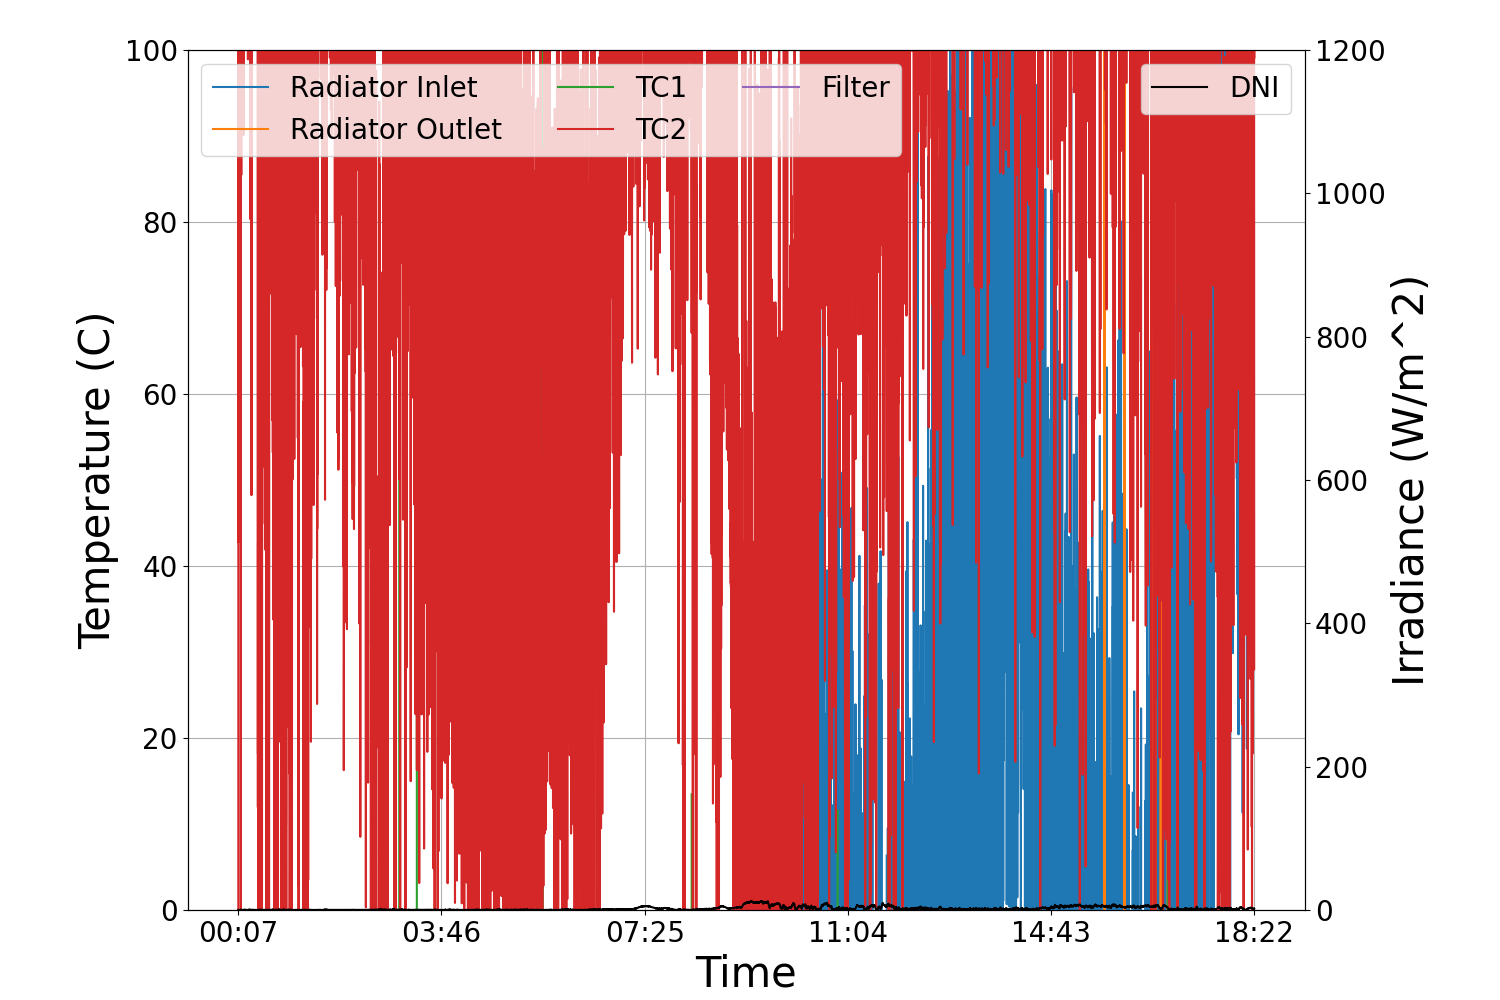 Radiator Inlet
Radiator Outlet
TC1
TC2
Filter
DNI
100
80
60
40
20
0
Temperature (C)
1200
1000
800
600
400
200
0
Irradiance (W/m^2)
00:07 03:46 07:25 11:04 14:43 18:22
Time